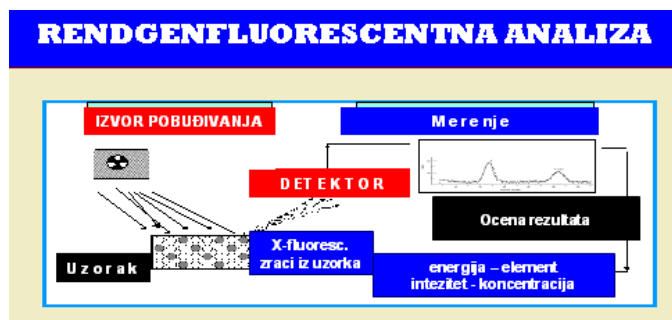 RENDGENFLUORESCENTNA ANALIZA
IZVOR POBUĐIVANJA
Merenje
DETEKTOR
Ocena rezultata
Uzorak
X-fluoresc.
zraci iz uzorka
energija – element
intezitet - koncentracija